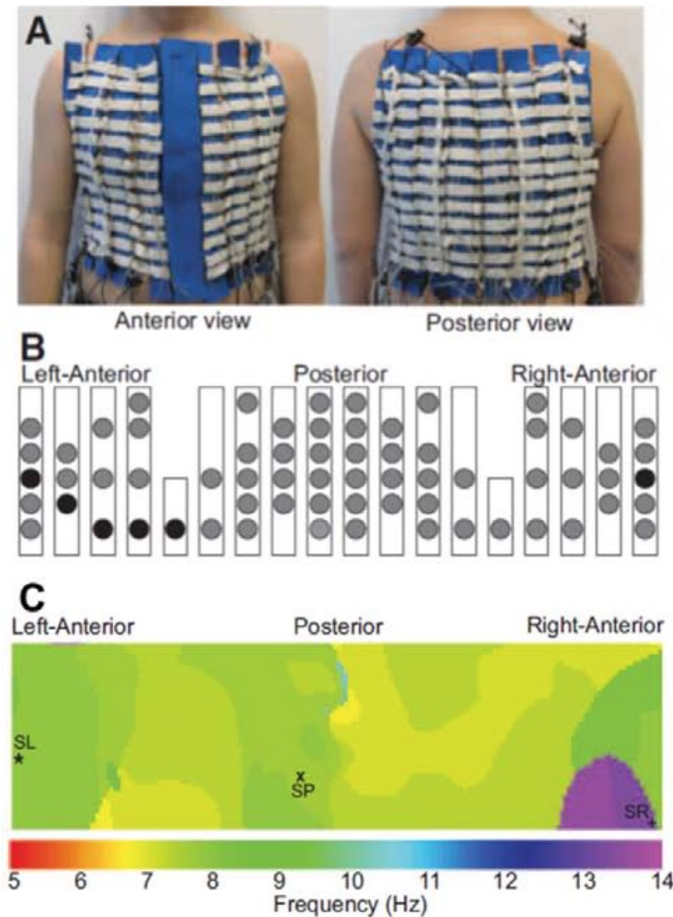 A
Anterior view Posterior view
B
Left-Anterior Posterior Right-Anterior
C
Left-Anterior Posterior Right-Anterior
SL
SP
SR
5 6 7 8 9 10 11 12 13 14
Frequency (Hz)